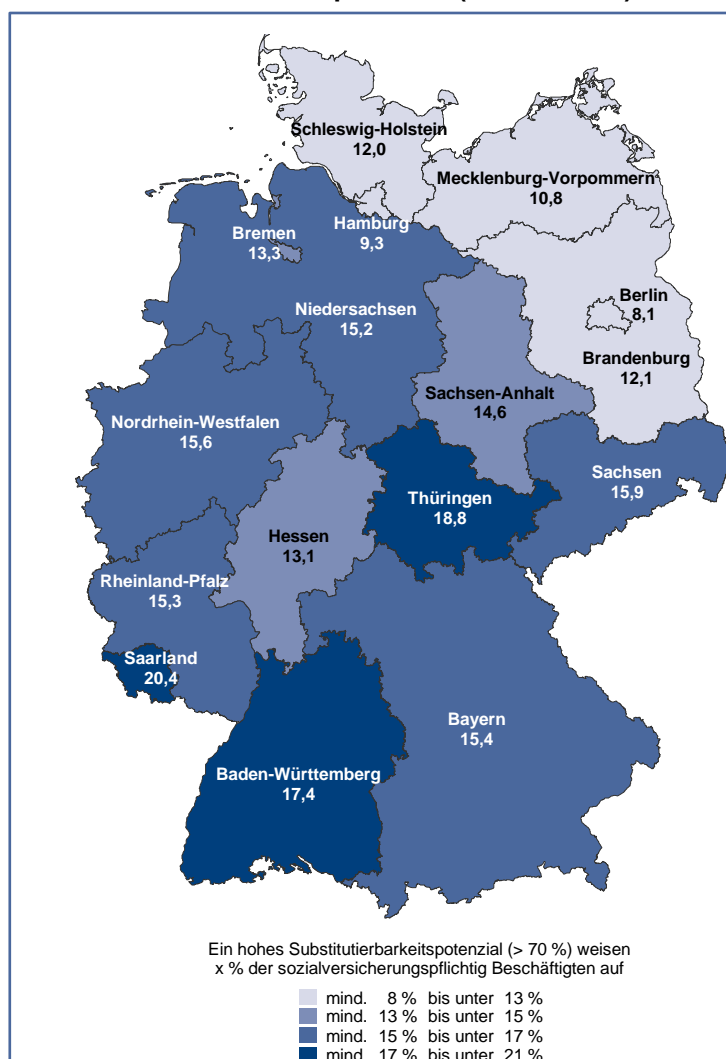 Schleswig-Holstein
12,0
Mecklenburg-Vorpommern
10,8
Hamburg
9,3
Bremen
13,3
Berlin
8,1
Niedersachsen
15,2
Brandenburg
12,1
Sachsen-Anhalt
14,6
Nordrhein-Westfalen
15,6
Sachsen
15,9
Thüringen
18,8
Hessen
13,1
Rheinland-Pfalz
15,3
Saarland
20,4
Bayern
15,4
Baden-Württemberg
17,4
Ein hohes Substitutierbarkeitspotenzial (> 70 %) weisen
x % der sozialversicherungspflichtig Beschäftigten auf
mind. 8 % bis unter 13 %
mind. 13 % bis unter 15 %
mind. 15 % bis unter 17 %
mind. 17 % bis unter 21 %